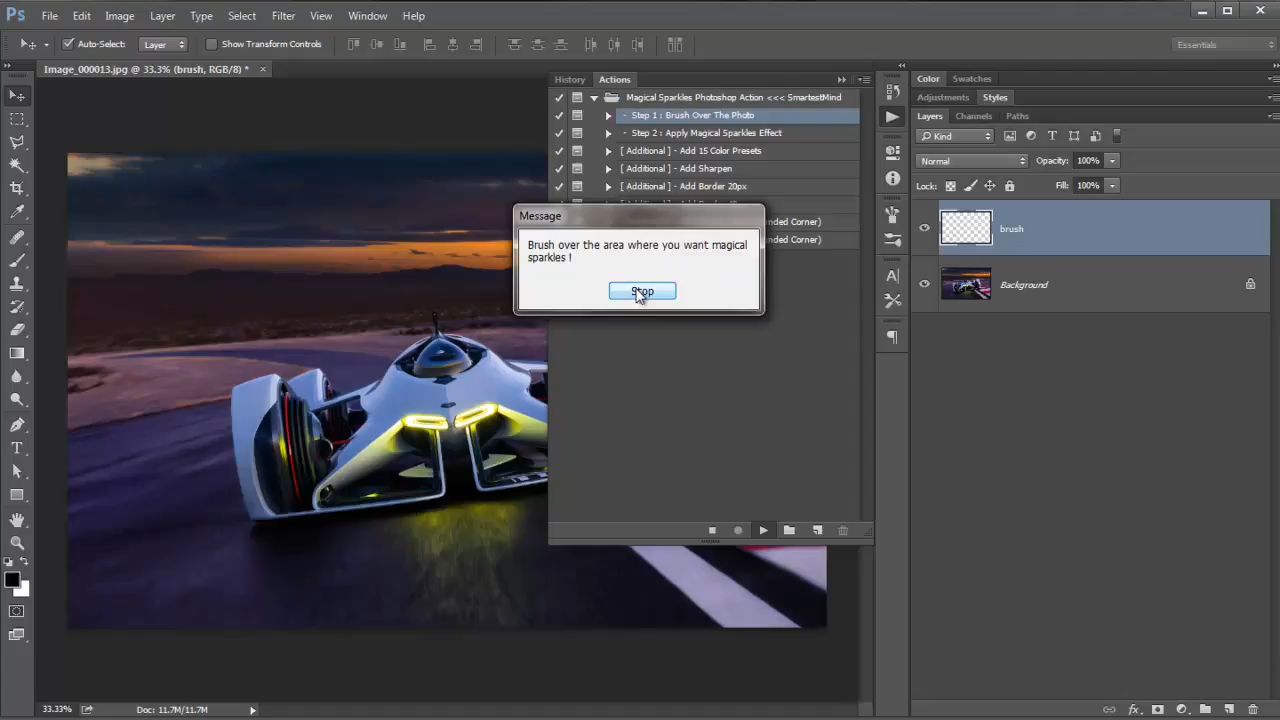 Ps File Edit Image Layer Type Select Filter View Window Help
Auto-Select: Layer Show Transform Controls Essentials
Image_000013.jpg @ 33.3% (brush, RGB/8) *
History Actions
Magical Sparkles Photoshop Action <<< SmartestMind
- Step 1 : Brush Over The Photo
- Step 2 : Apply Magical Sparkles Effect
[ Additional ] - Add 15 Color Presets
[ Additional ] - Add Sharpen
[ Additional ] - Add Border 20px
nded Corner)
nded Corner)
Message
Brush over the area where you want magical
sparkles !
Stop
Color Swatches
Adjustments Styles
Layers Channels Paths
Kind
Normal Opacity: 100%
Lock: Fill: 100%
brush
Background
33.33% Doc: 11.7M/11.7M